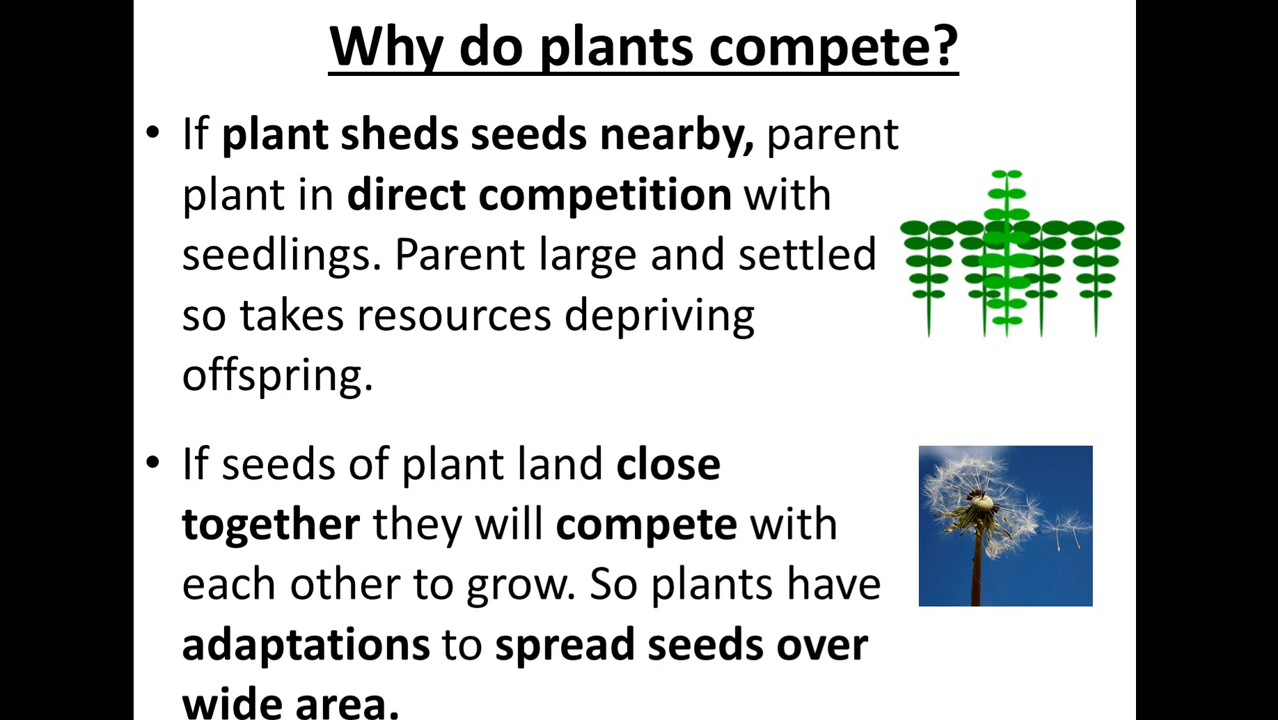 Why do plants compete?
• If plant sheds seeds nearby, parent
plant in direct competition with
seedlings. Parent large and settled
so takes resources depriving
offspring.
• If seeds of plant land close
together they will compete with
each other to grow. So plants have
adaptations to spread seeds over
wide area.